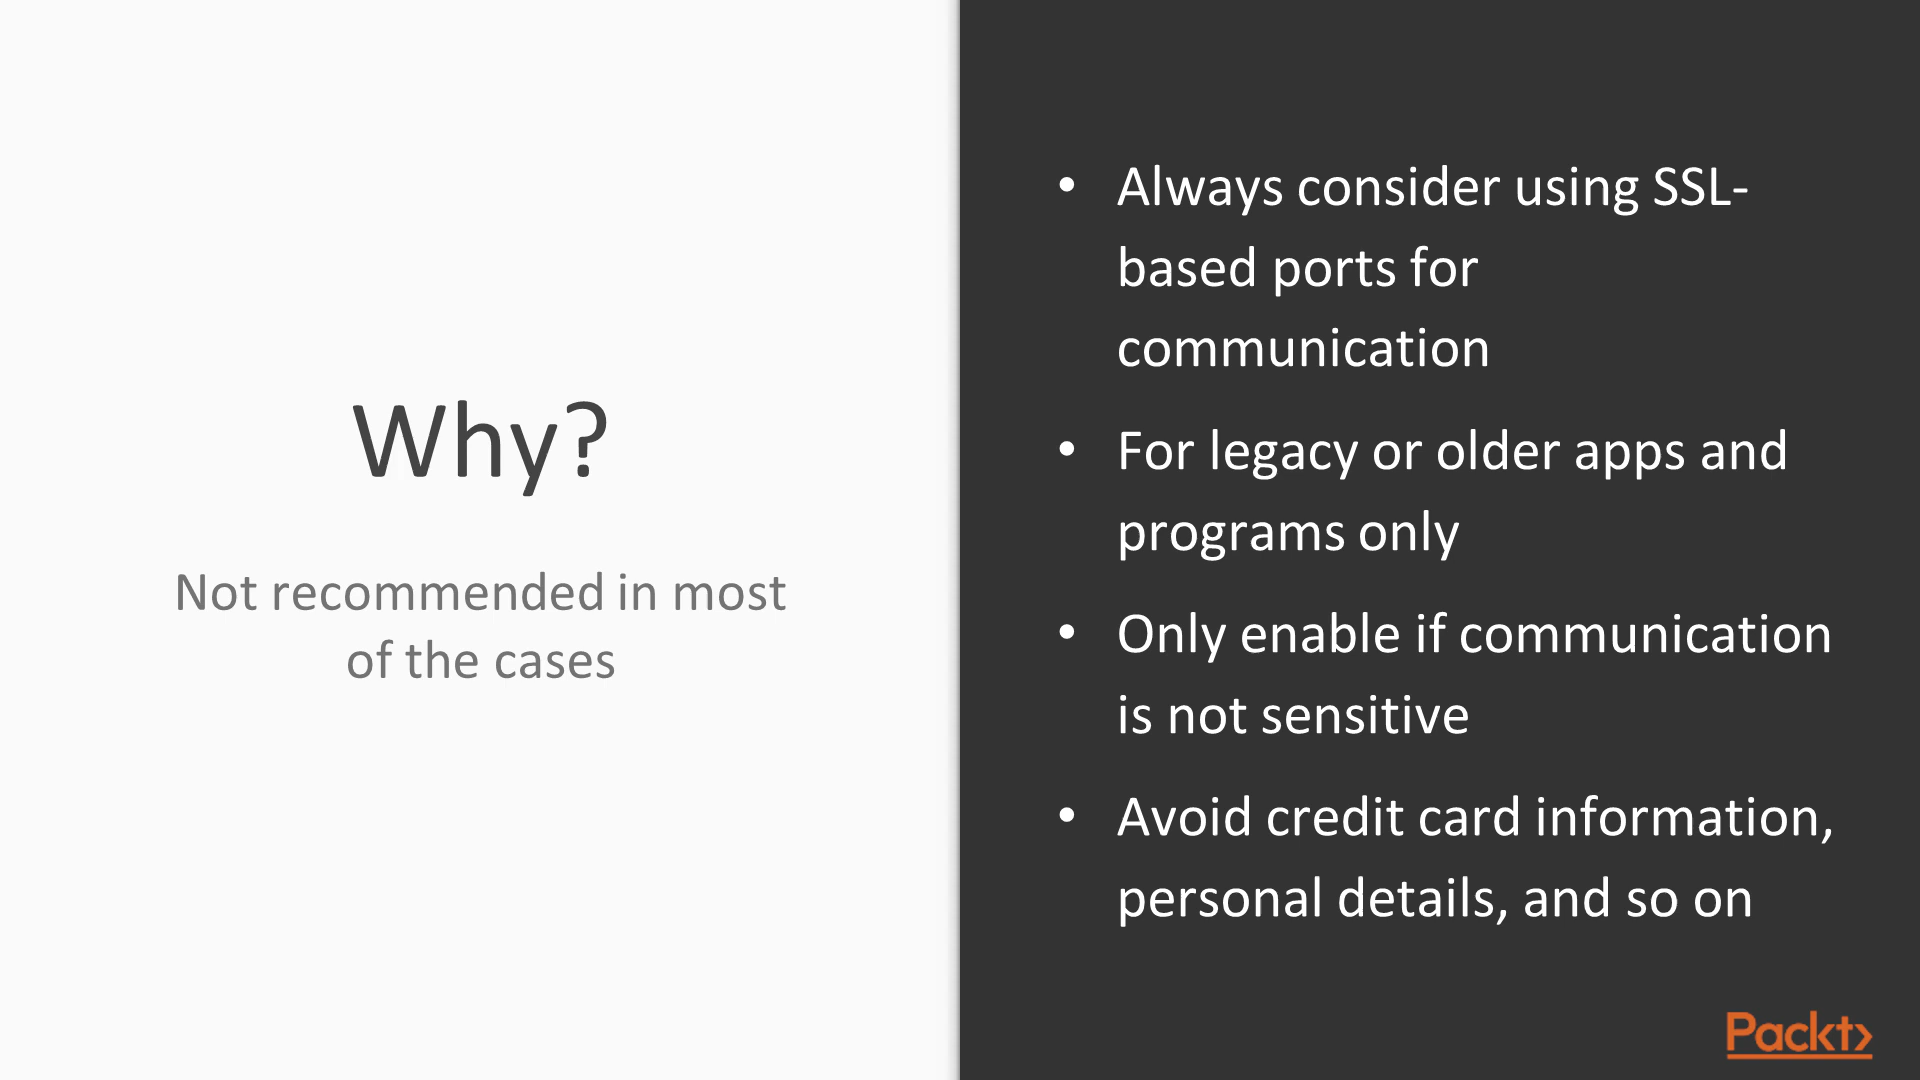 Why?
Not recommended in most
of the cases
• Always consider using SSL-
based ports for
communication
• For legacy or older apps and
programs only
• Only enable if communication
is not sensitive
• Avoid credit card information,
personal details, and so on
Packt>